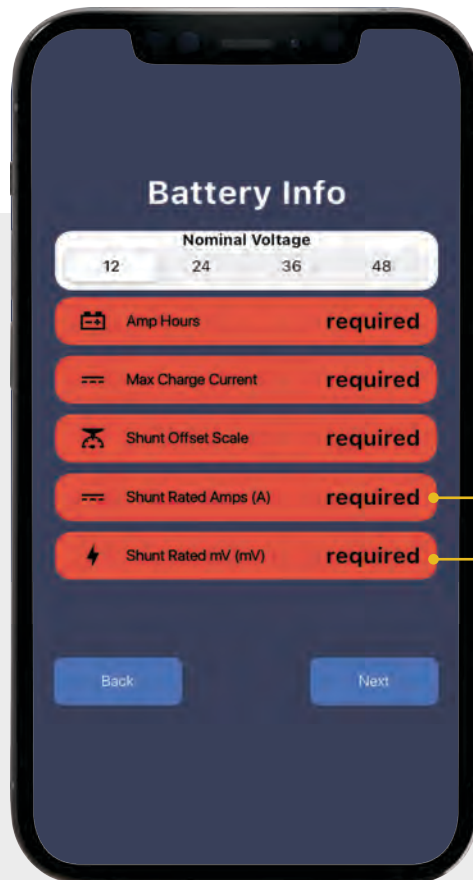 Battery Info
Nominal Voltage
12 24 36 48
Amp Hours required
Max Charge Current required
Shunt Offset Scale required
Shunt Rated Amps (A) required
Shunt Rated mV (mV) required
Back Next